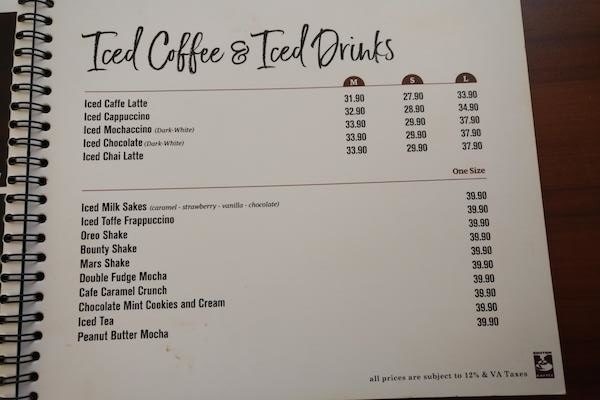 Iced Coffee & Iced Drinks
M S L
Iced Caffe Latte 31.90 27.90 33.90
Iced Cappuccino 32.90 28.90 34.90
Iced Mochaccino (Dark-White) 33.90 29.90 37.90
Iced Chocolate (Dark-White) 33.90 29.90 37.90
Iced Chai Latte 33.90 29.90 37.90
One Size
Iced Milk Sakes (caramel - strawberry - vanilla - chocolate) 39.90
Iced Toffe Frappuccino 39.90
Oreo Shake 39.90
Bounty Shake 39.90
Mars Shake 39.90
Double Fudge Mocha 39.90
Cafe Caramel Crunch 39.90
Chocolate Mint Cookies and Cream 39.90
Iced Tea 39.90
Peanut Butter Mocha 39.90
all prices are subject to 12% & VA Taxes